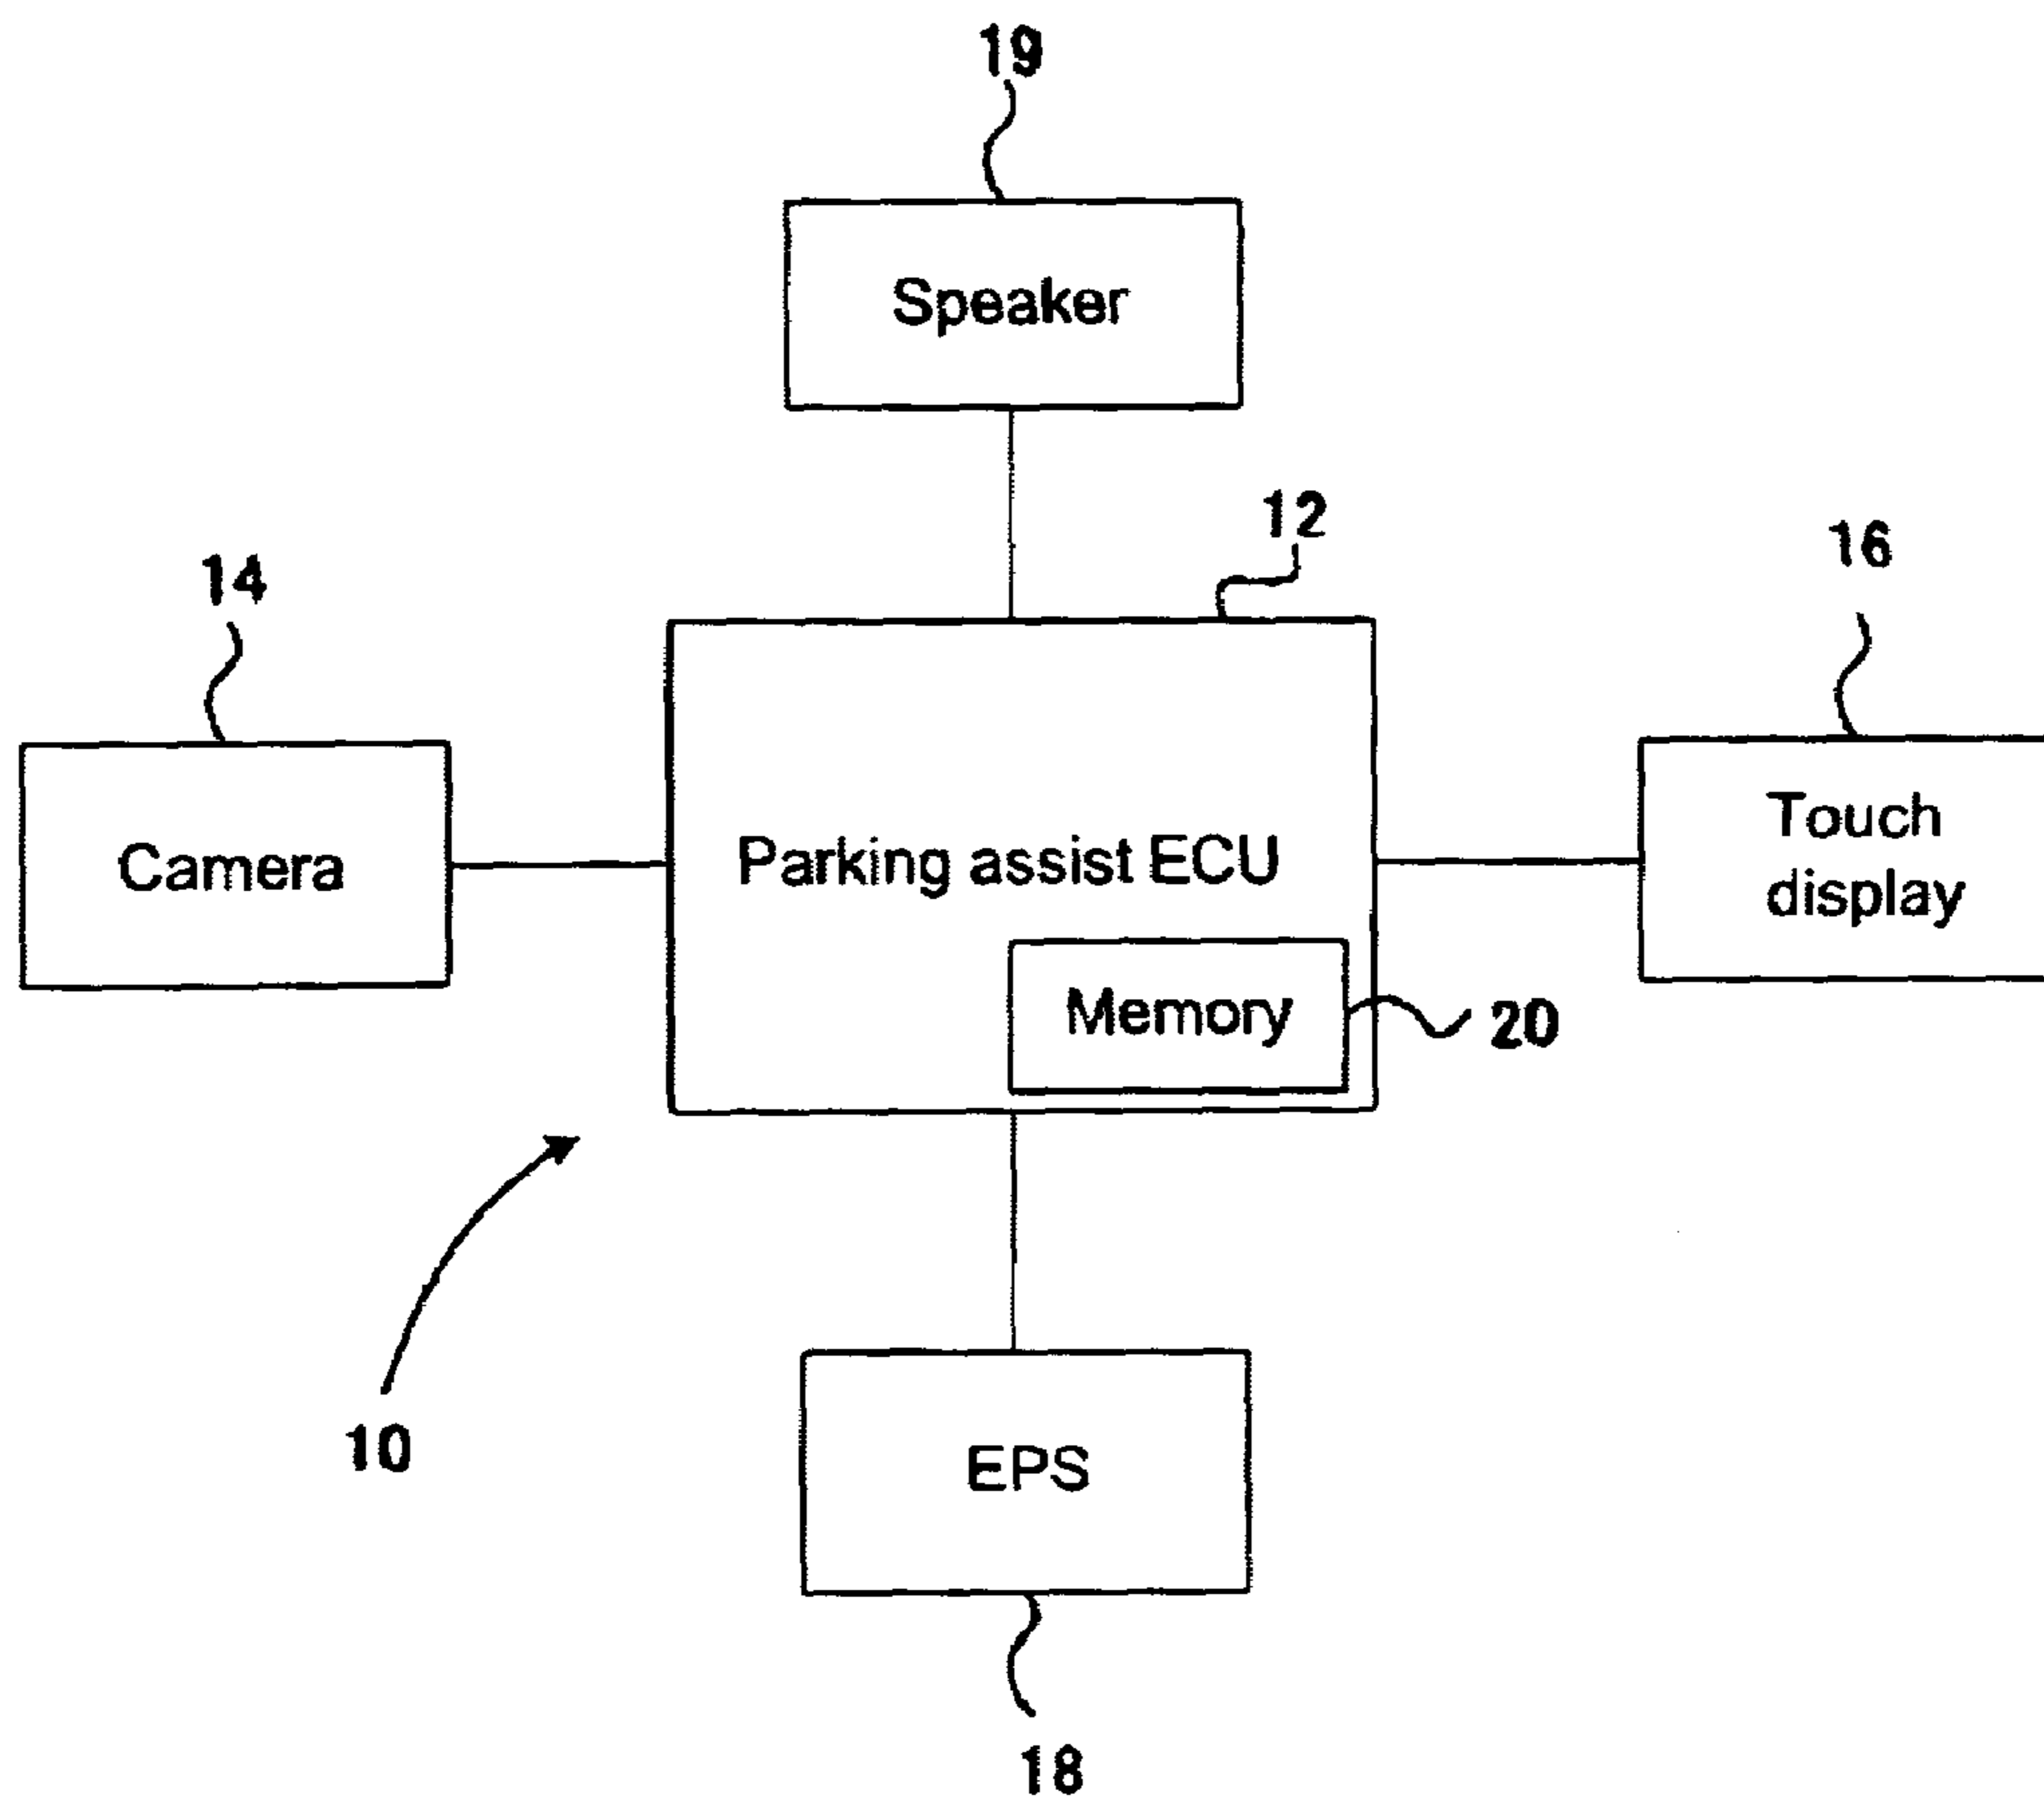 19
Speaker
12
14
16
Camera
Parking assist ECU
Touch
display
Memory
20
10
EPS
18